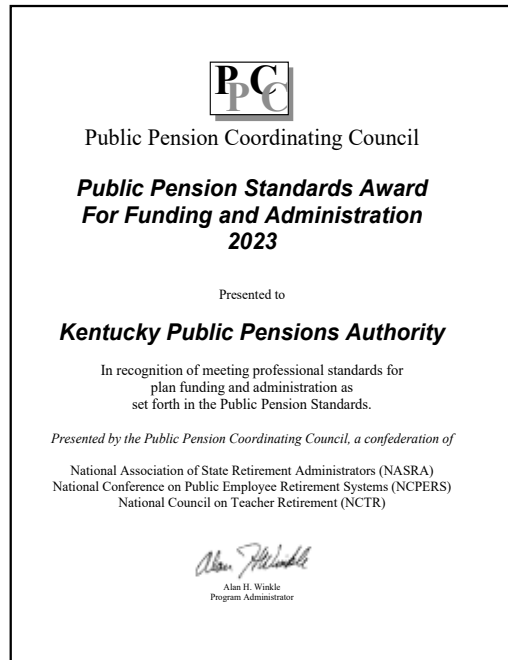 PPCC
Public Pension Coordinating Council
Public Pension Standards Award
For Funding and Administration
2023
Presented to
Kentucky Public Pensions Authority
In recognition of meeting professional standards for
plan funding and administration as
set forth in the Public Pension Standards.
Presented by the Public Pension Coordinating Council, a confederation of
National Association of State Retirement Administrators (NASRA)
National Conference on Public Employee Retirement Systems (NCPERS)
National Council on Teacher Retirement (NCTR)
Alan H Winkle
Alan H. Winkle
Program Administrator